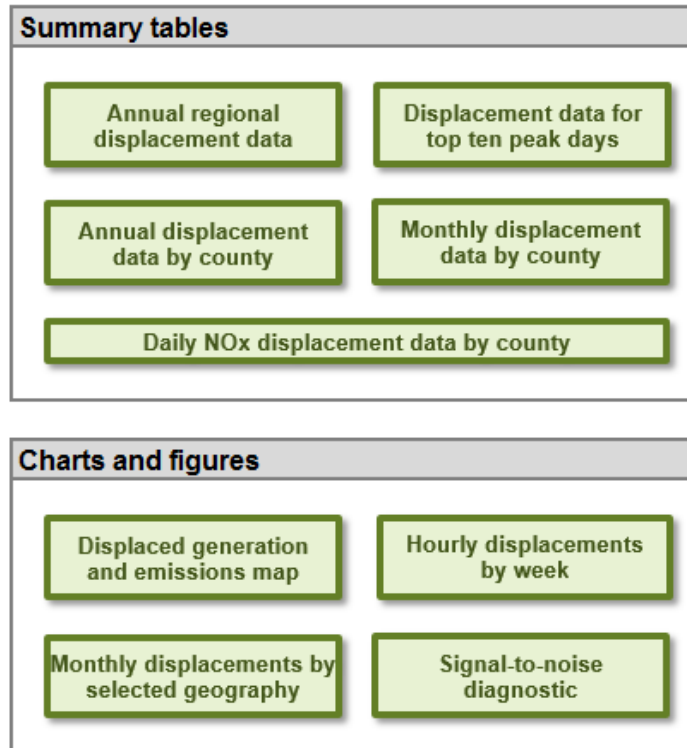 Summary tables
Annual regional
displacement data
Displacement data for
top ten peak days
Annual displacement
data by county
Monthly displacement
data by county
Daily NOx displacement data by county
Charts and figures
Displaced generation
and emissions map
Hourly displacements
by week
Monthly displacements by
selected geography
Signal-to-noise
diagnostic